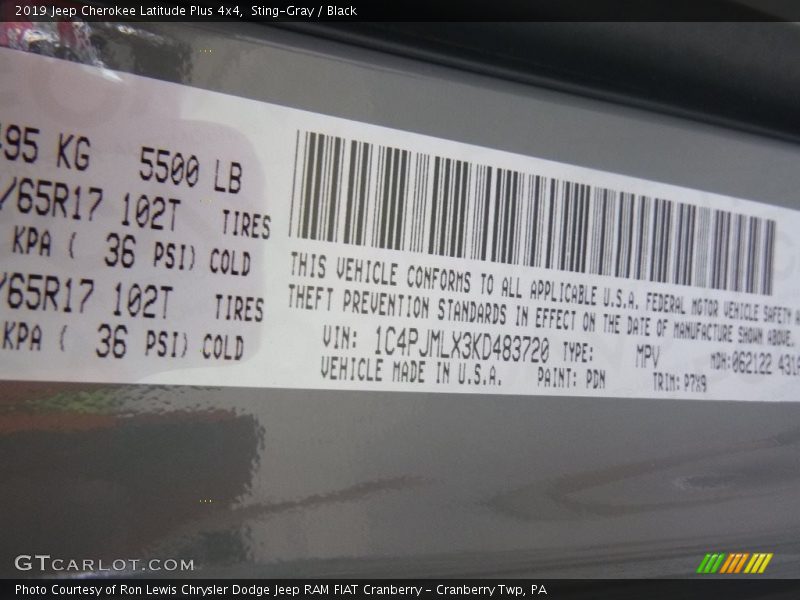 2019 Jeep Cherokee Latitude Plus 4x4, Sting-Gray / Black
495 KG 5500 LB
/65R17 102T TIRES
KPA ( 36 PSI) COLD
/65R17 102T TIRES
KPA ( 36 PSI) COLD
THIS VEHICLE CONFORMS TO ALL APPLICABLE U.S.A. FEDERAL MOTOR VEHICLE SAFETY A
THEFT PREVENTION STANDARDS IN EFFECT ON THE DATE OF MANUFACTURE SHOWN ABOVE.
VIN: 1C4PJMLX3KD483720 TYPE: MPV MDH:062122 431
VEHICLE MADE IN U.S.A. PAINT: PDN TRIM: P7X9
GTCARLOT.COM
Photo Courtesy of Ron Lewis Chrysler Dodge Jeep RAM FIAT Cranberry - Cranberry Twp, PA